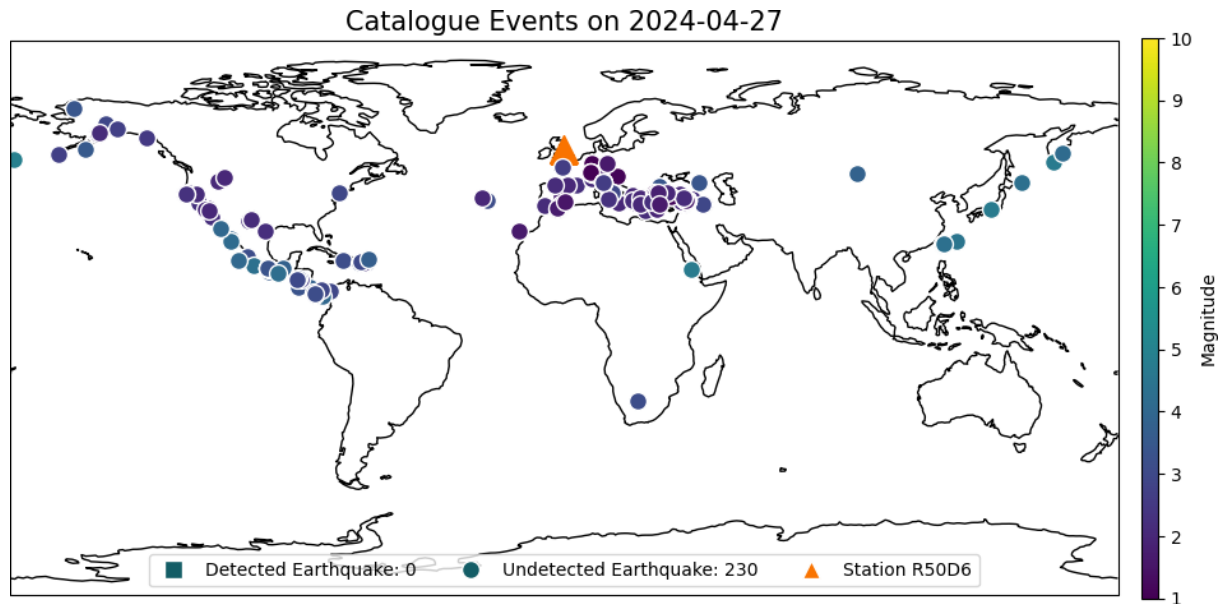 Catalogue Events on 2024-04-27
10
9
8
7
6
5
4
3
2
1
Magnitude
Detected Earthquake: 0
Undetected Earthquake: 230
Station R50D6